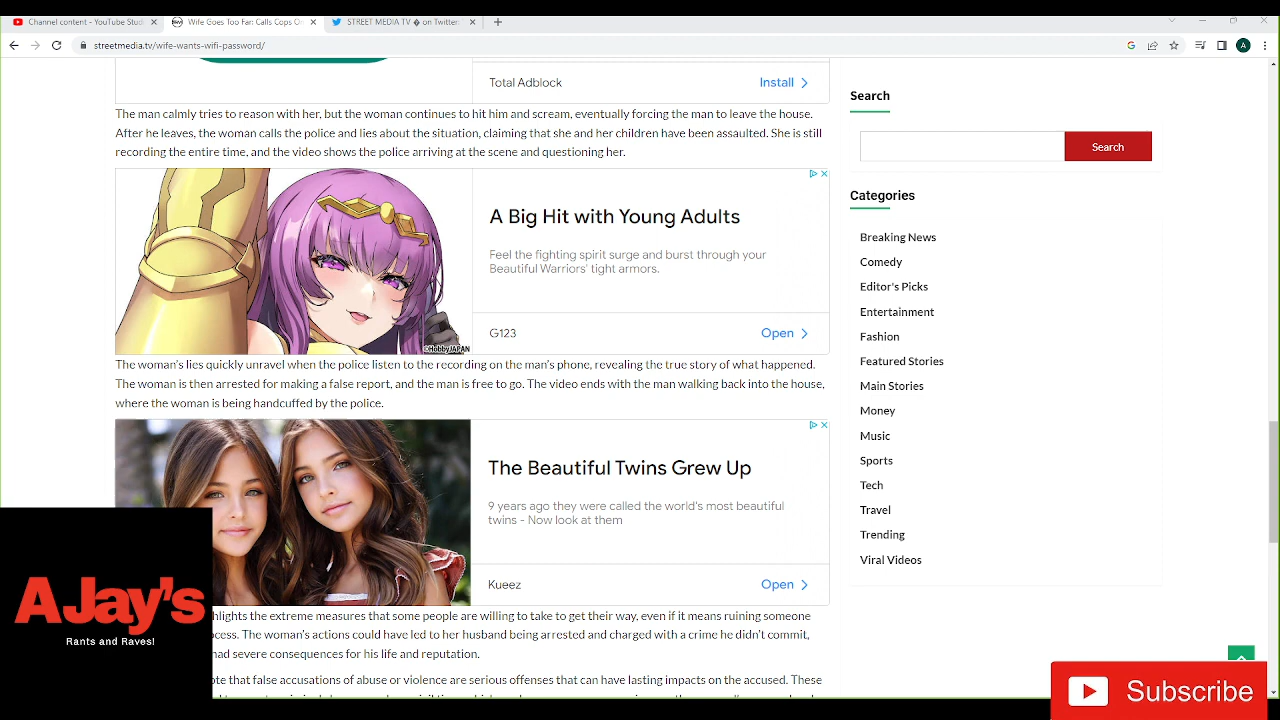 Channel content - YouTube Studi
Wife Goes Too Far: Calls Cops O
STREET MEDIA TV � on Twitter:
streetmedia.tv/wife-wants-wifi-password/
A
Total Adblock
Install
The man calmly tries to reason with her, but the woman continues to hit him and scream, eventually forcing the man to leave the house.
After he leaves, the woman calls the police and lies about the situation, claiming that she and her children have been assaulted. She is still
recording the entire time, and the video shows the police arriving at the scene and questioning her.
A Big Hit with Young Adults
Feel the fighting spirit surge and burst through your
Beautiful Warriors' tight armors.
G123
Open
©HobbyJAPAN
The woman's lies quickly unravel when the police listen to the recording on the man's phone, revealing the true story of what happened.
The woman is then arrested for making a false report, and the man is free to go. The video ends with the man walking back into the house,
where the woman is being handcuffed by the police.
The Beautiful Twins Grew Up
9 years ago they were called the world's most beautiful
twins - Now look at them
Kueez
Open
hlights the extreme measures that some people are willing to take to get their way, even if it means ruining someone
cess. The woman's actions could have led to her husband being arrested and charged with a crime he didn't commit,
ad severe consequences for his life and reputation.
ote that false accusations of abuse or violence are serious offenses that can have lasting impacts on the accused. These
Search
Search
Categories
Breaking News
Comedy
Editor's Picks
Entertainment
Fashion
Featured Stories
Main Stories
Money
Music
Sports
Tech
Travel
Trending
Viral Videos
AJay's
Rants and Raves!
Subscribe